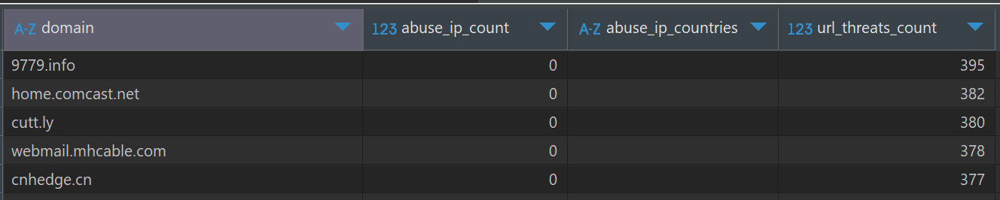 A-Z domain 123 abuse_ip_count A-Z abuse_ip_countries 123 url_threats_count
9779.info 0 395
home.comcast.net 0 382
cutt.ly 0 380
webmail.mhcable.com 0 378
cnhedge.cn 0 377